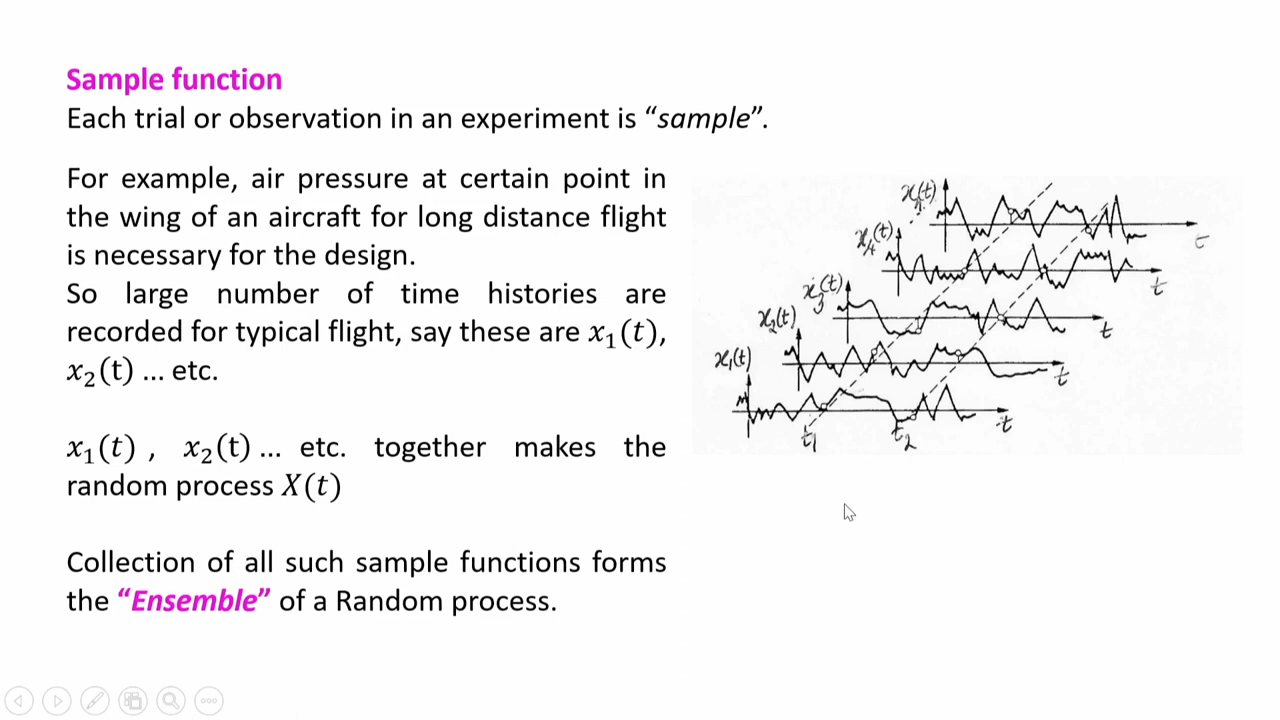 Sample function
Each trial or observation in an experiment is “sample”.
For example, air pressure at certain point in
the wing of an aircraft for long distance flight
is necessary for the design.
So large number of time histories are
recorded for typical flight, say these are x₁(t),
x₂(t) ... etc.
x₁(t) , x₂(t) ... etc. together makes the
random process X(t)
Collection of all such sample functions forms
the “Ensemble” of a Random process.
t
x₄(t)
t
x₃(t)
t
x₂(t)
t
x₁(t)
t
t₁
t₂